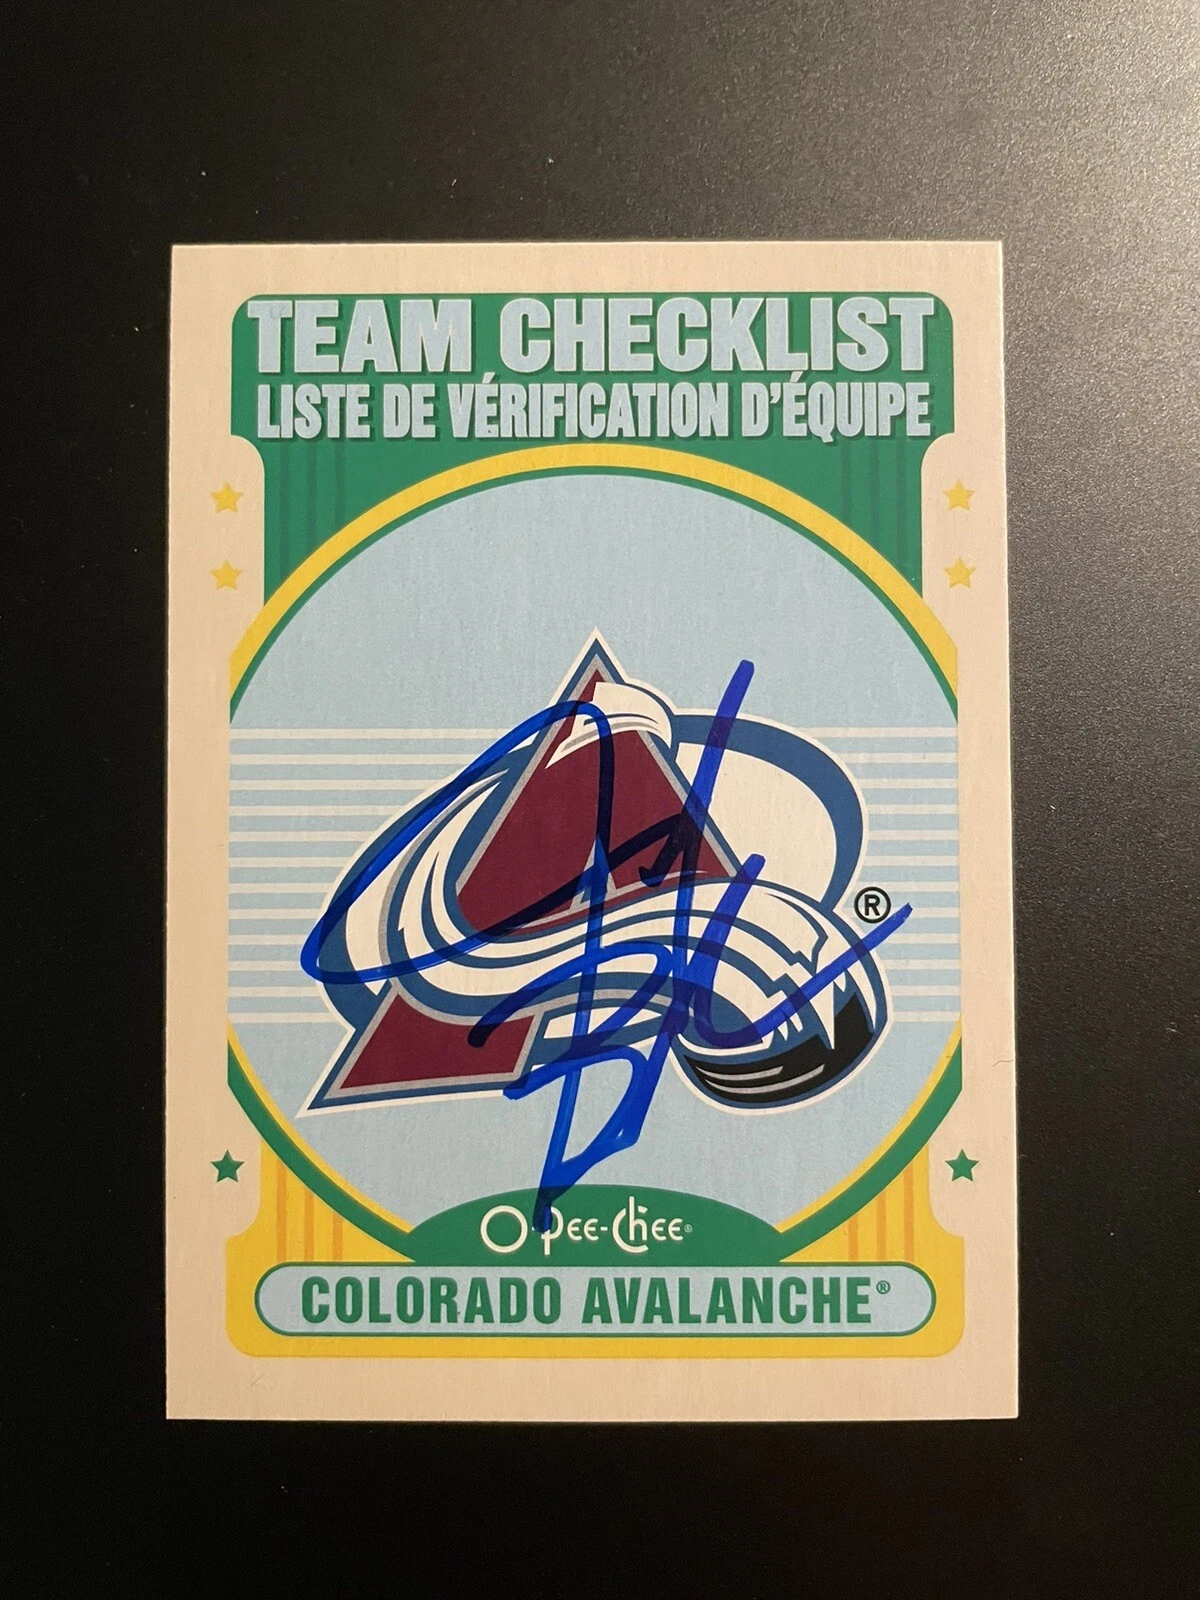 TEAM CHECKLIST
LISTE DE VÉRIFICATION D'ÉQUIPE
®
O-Pee-Chee®
COLORADO AVALANCHE®